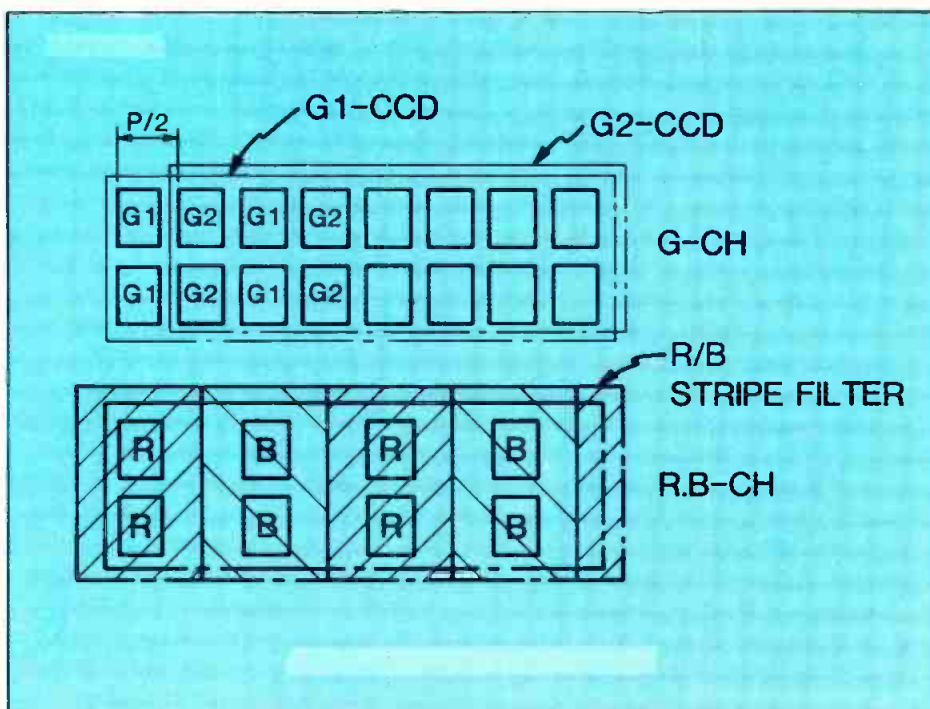 G1-CCD
P/2
G2-CCD
G1 G2 G1 G2
G-CH
G1 G2 G1 G2
R/B
STRIPE FILTER
R B R B
R.B-CH
R B R B